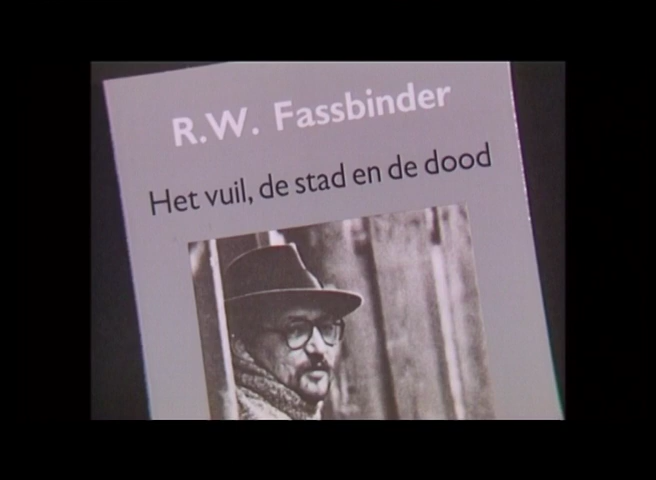 R.W. Fassbinder
Het vuil, de stad en de dood